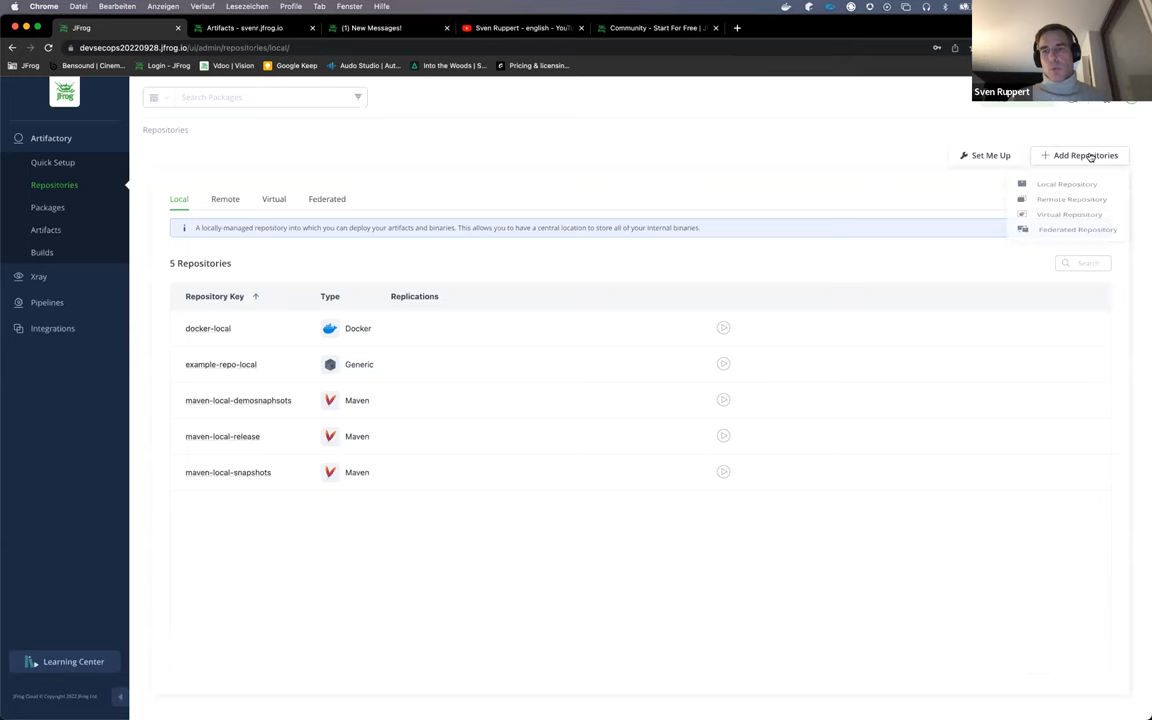 Chrome Datei Bearbeiten Anzeigen Verlauf Lesezeichen Profile Tab Fenster Hilfe
JFrog
Artifacts - svenr.jfrog.io
(1) New Messages!
Sven Ruppert - english - YouTu
Community - Start For Free | J
devsecops20220928.jfrog.io/ui/admin/repositories/local/
JFrog
Bensound | Cinem...
Login - JFrog
Vdoo | Vision
Google Keep
Audo Studio | Aut...
Into the Woods | S...
Pricing & licensin...
Sven Ruppert
JFrog
Search Packages
Repositories
Artifactory
Quick Setup
Repositories
Packages
Artifacts
Builds
Xray
Pipelines
Integrations
Set Me Up
Add Repositories
Local Repository
Remote Repository
Virtual Repository
Federated Repository
Local Remote Virtual Federated
A locally-managed repository into which you can deploy your artifacts and binaries. This allows you to have a central location to store all of your internal binaries.
5 Repositories
Search
Repository Key Type Replications
docker-local Docker
example-repo-local Generic
maven-local-demosnaphsots Maven
maven-local-release Maven
maven-local-snapshots Maven
Learning Center
JFrog Cloud © Copyright 2022 JFrog Ltd